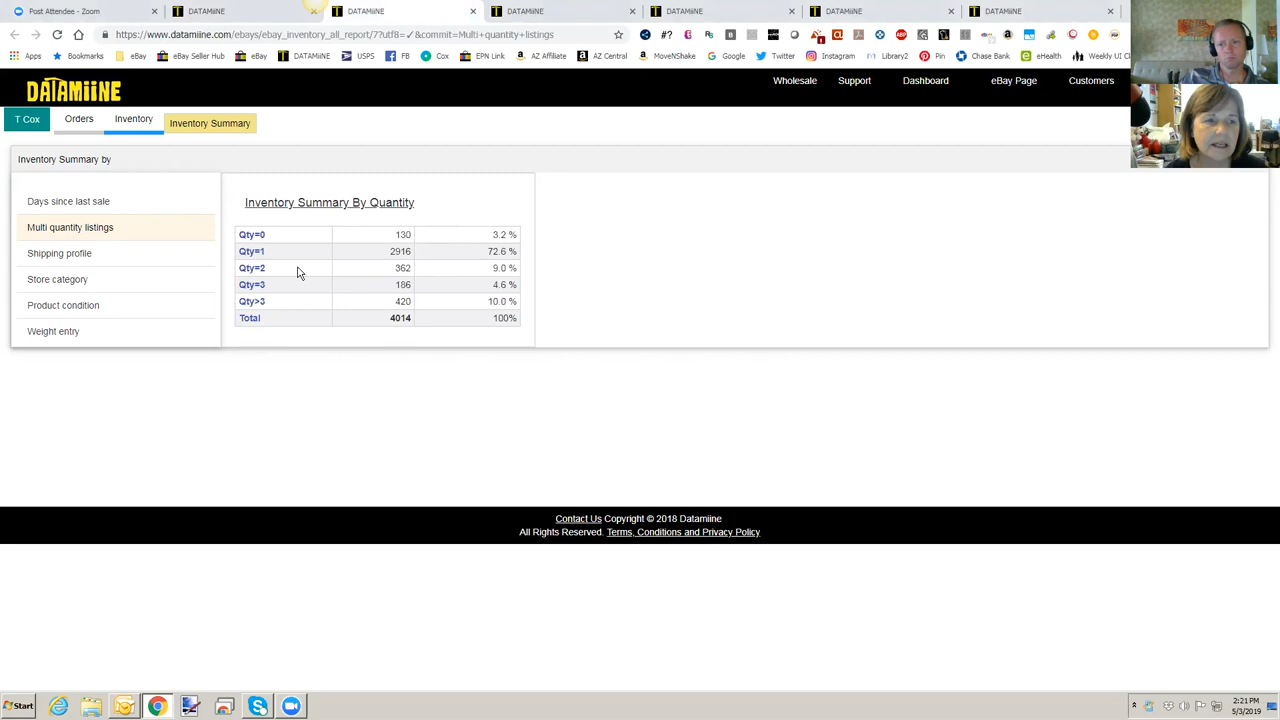 Post Attendee - Zoom
DATAMiiNE
DATAMiiNE
DATAMiiNE
DATAMiiNE
DATAMiiNE
DATAMiiNE
https://www.datamiine.com/ebays/ebay_inventory_all_report/7?utf8=✓&commit=Multi+quantity+listings
Apps Bookmarks eBay eBay Seller Hub eBay DATAMiiNE USPS FB Cox EPN Link AZ Affiliate AZ Central MoveNShake Google Twitter Instagram Library2 Pin Chase Bank eHealth Weekly UI C
DATAMiiNE
Wholesale Support Dashboard eBay Page Customers
T Cox Orders Inventory Inventory Summary
Inventory Summary by
Days since last sale
Multi quantity listings
Shipping profile
Store category
Product condition
Weight entry
Inventory Summary By Quantity
Qty=0 130 3.2 %
Qty=1 2916 72.6 %
Qty=2 362 9.0 %
Qty=3 186 4.6 %
Qty>3 420 10.0 %
Total 4014 100%
Contact Us Copyright © 2018 Datamiine
All Rights Reserved. Terms, Conditions and Privacy Policy
Start
2:21 PM
5/3/2019